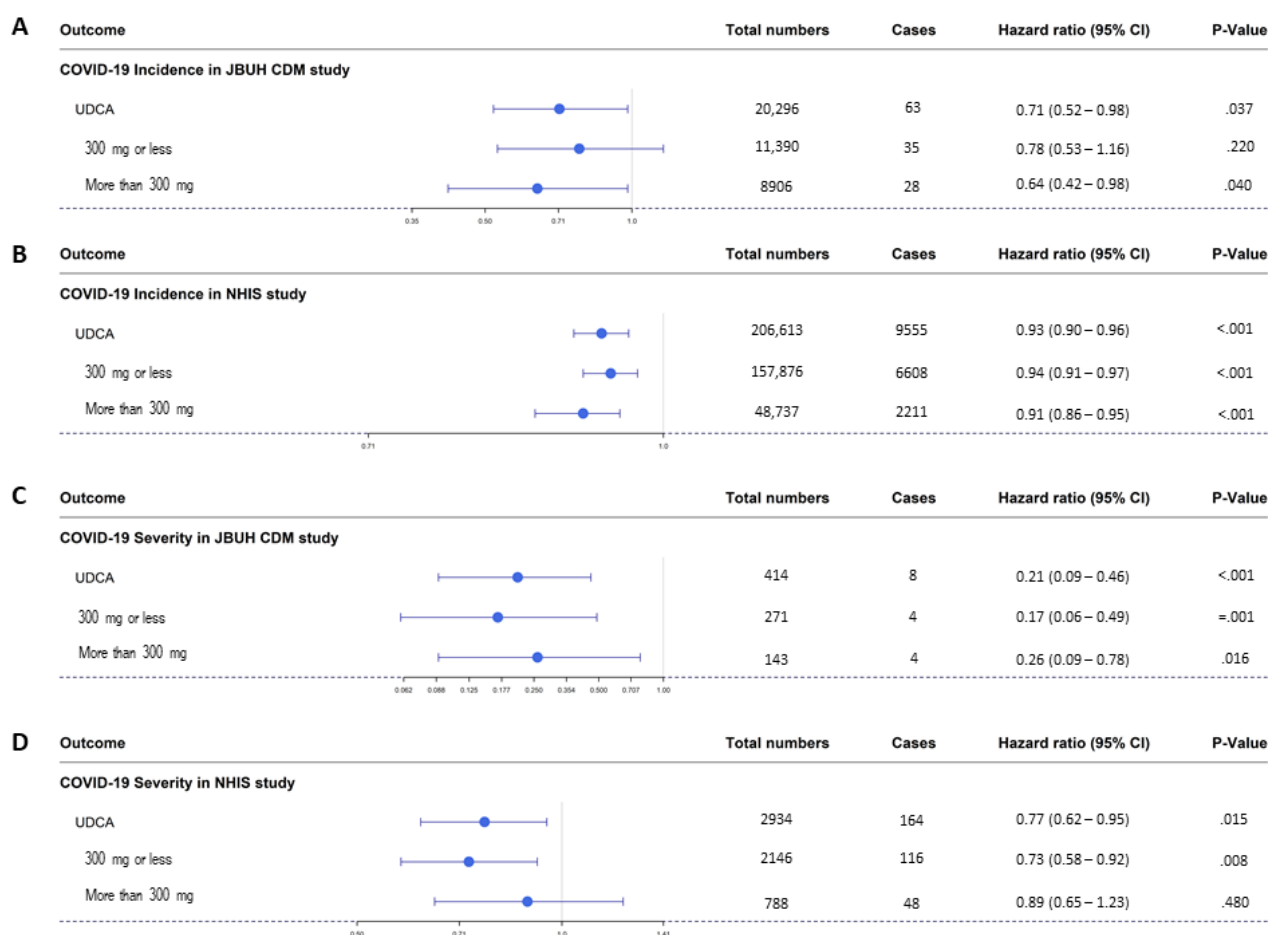 A Outcome Total numbers Cases Hazard ratio (95% CI) P-Value
COVID-19 Incidence in JBUH CDM study
UDCA 20,296 63 0.71 (0.52 – 0.98) .037
300 mg or less 11,390 35 0.78 (0.53 – 1.16) .220
More than 300 mg 8906 28 0.64 (0.42 – 0.98) .040
0.35 0.50 0.71 1.0
B Outcome Total numbers Cases Hazard ratio (95% CI) P-Value
COVID-19 Incidence in NHIS study
UDCA 206,613 9555 0.93 (0.90 – 0.96) <.001
300 mg or less 157,876 6608 0.94 (0.91 – 0.97) <.001
More than 300 mg 48,737 2211 0.91 (0.86 – 0.95) <.001
0.71 1.0
C Outcome Total numbers Cases Hazard ratio (95% CI) P-Value
COVID-19 Severity in JBUH CDM study
UDCA 414 8 0.21 (0.09 – 0.46) <.001
300 mg or less 271 4 0.17 (0.06 – 0.49) =.001
More than 300 mg 143 4 0.26 (0.09 – 0.78) .016
0.062 0.088 0.125 0.177 0.250 0.354 0.500 0.707 1.00
D Outcome Total numbers Cases Hazard ratio (95% CI) P-Value
COVID-19 Severity in NHIS study
UDCA 2934 164 0.77 (0.62 – 0.95) .015
300 mg or less 2146 116 0.73 (0.58 – 0.92) .008
More than 300 mg 788 48 0.89 (0.65 – 1.23) .480
0.50 0.71 1.0 1.41